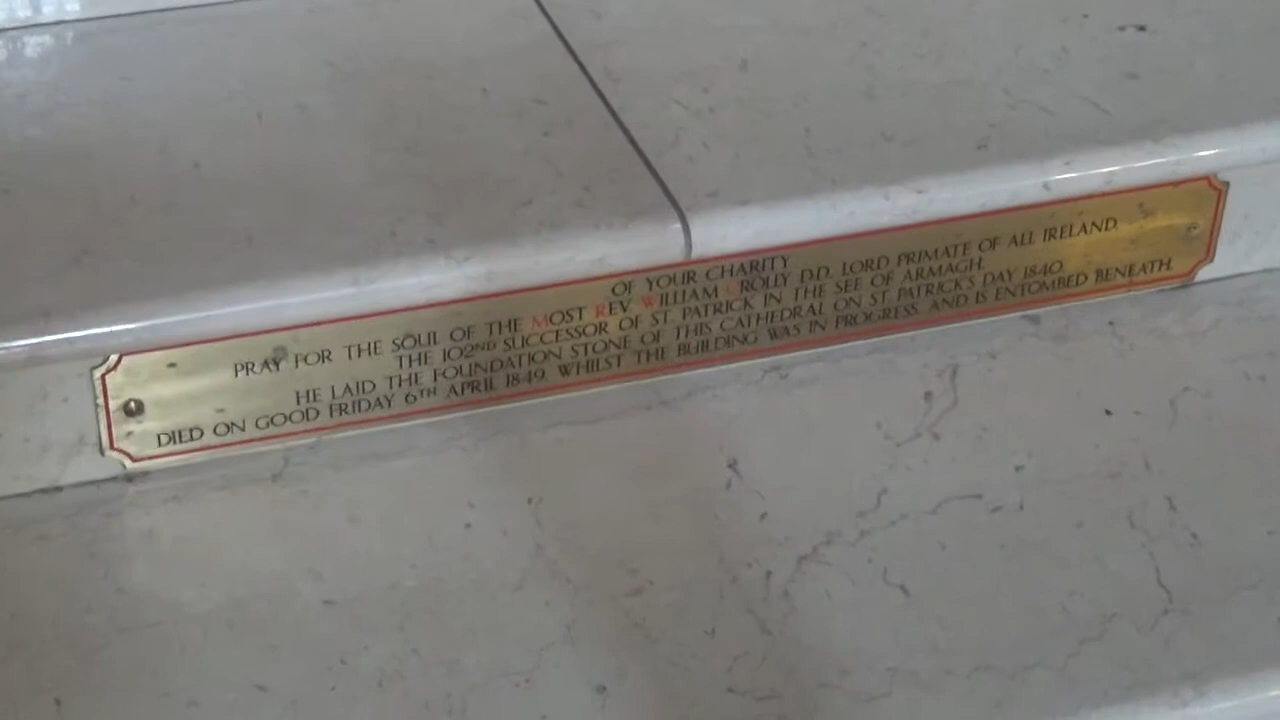 OF YOUR CHARITY
PRAY FOR THE SOUL OF THE MOST REV. WILLIAM CROLLY D.D. LORD PRIMATE OF ALL IRELAND.
THE 102ND SUCCESSOR OF ST. PATRICK IN THE SEE OF ARMAGH.
HE LAID THE FOUNDATION STONE OF THIS CATHEDRAL ON ST. PATRICK'S DAY 1840.
DIED ON GOOD FRIDAY 6TH APRIL 1849, WHILST THE BUILDING WAS IN PROGRESS, AND IS ENTOMBED BENEATH.